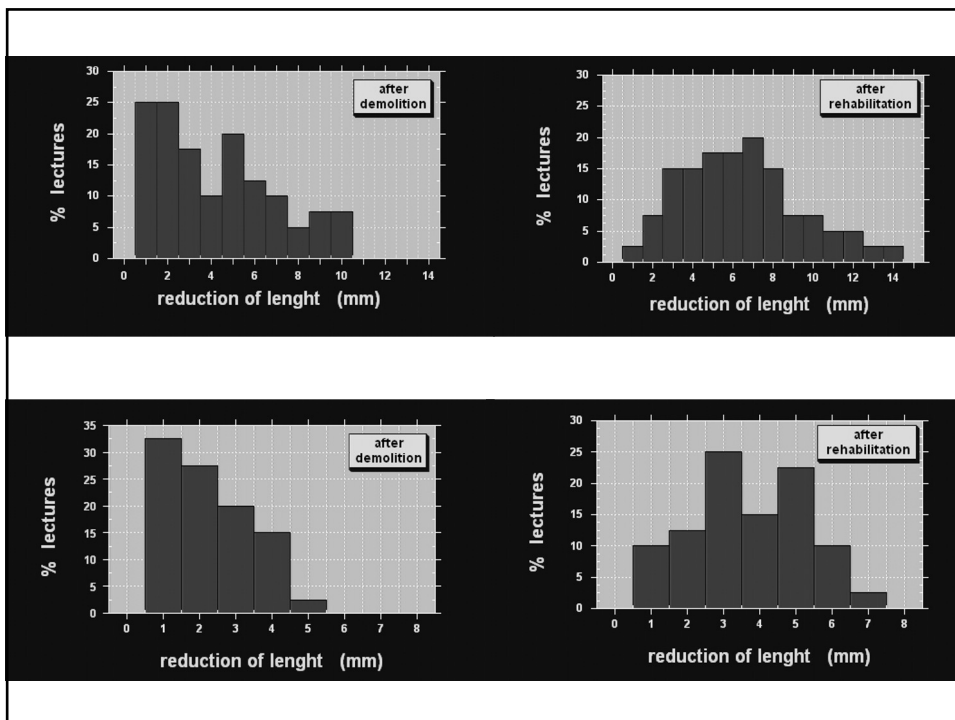 30
25
20
15
10
5
0
% lectures
after
demolition
0 2 4 6 8 10 12 14
reduction of lenght (mm)
30
25
20
15
10
5
0
% lectures
after
rehabilitation
0 2 4 6 8 10 12 14
reduction of lenght (mm)
35
30
25
20
15
10
5
0
% lectures
after
demolition
0 1 2 3 4 5 6 7 8
reduction of lenght (mm)
30
25
20
15
10
5
0
% lectures
after
rehabilitation
0 1 2 3 4 5 6 7 8
reduction of lenght (mm)